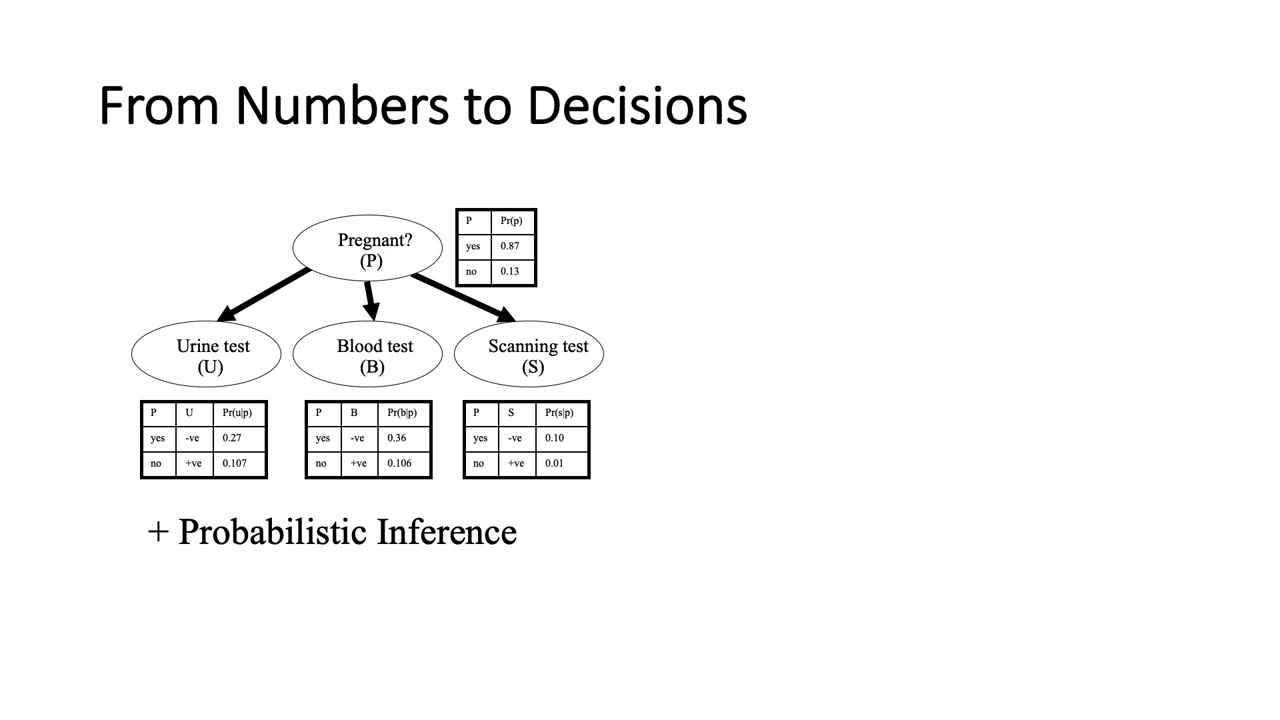 From Numbers to Decisions
P Pr(p)
yes 0.87
no 0.13
Pregnant?
(P)
Urine test
(U)
Blood test
(B)
Scanning test
(S)
P U Pr(u|p)
yes -ve 0.27
no +ve 0.107
P B Pr(b|p)
yes -ve 0.36
no +ve 0.106
P S Pr(s|p)
yes -ve 0.10
no +ve 0.01
+ Probabilistic Inference